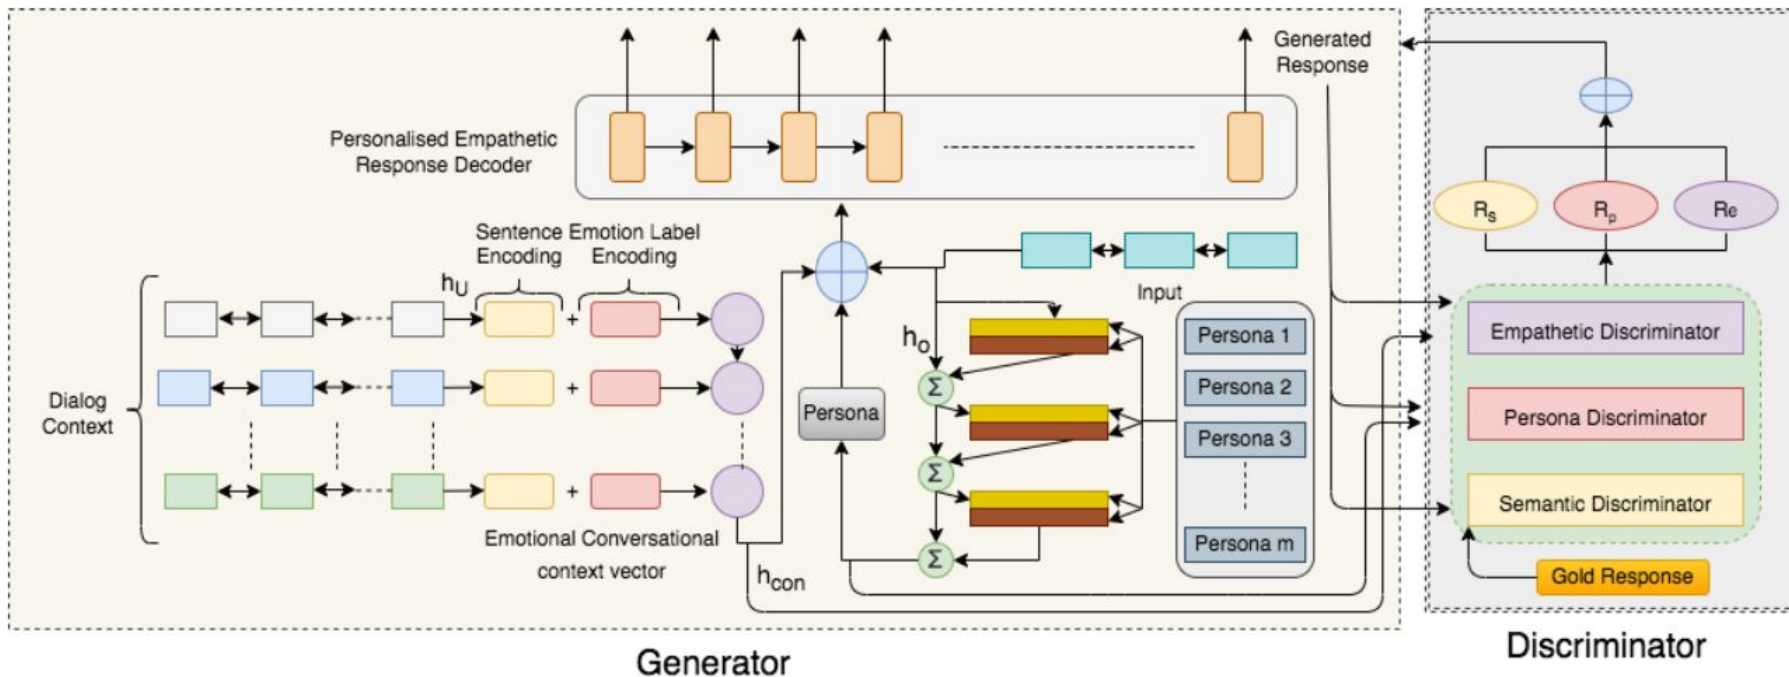 Generated
Response
Personalised Empathetic
Response Decoder
R_s
R_p
Re
Sentence
Encoding
Emotion Label
Encoding
h_U
+
+
+
Dialog
Context
Emotional Conversational
context vector
h_con
Persona
h_o
Σ
Σ
Σ
Input
Persona 1
Persona 2
Persona 3
Persona m
Empathetic Discriminator
Persona Discriminator
Semantic Discriminator
Gold Response
Generator
Discriminator